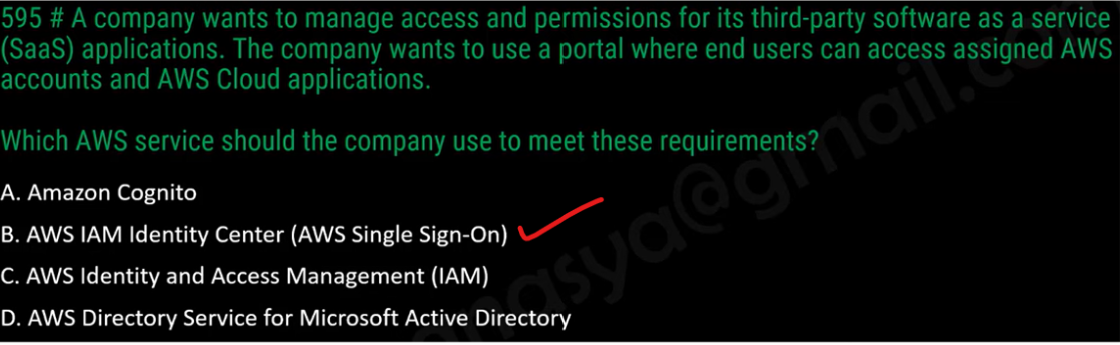 595 # A company wants to manage access and permissions for its third-party software as a service
(SaaS) applications. The company wants to use a portal where end users can access assigned AWS
accounts and AWS Cloud applications.
Which AWS service should the company use to meet these requirements?
A. Amazon Cognito
B. AWS IAM Identity Center (AWS Single Sign-On)
C. AWS Identity and Access Management (IAM)
D. AWS Directory Service for Microsoft Active Directory